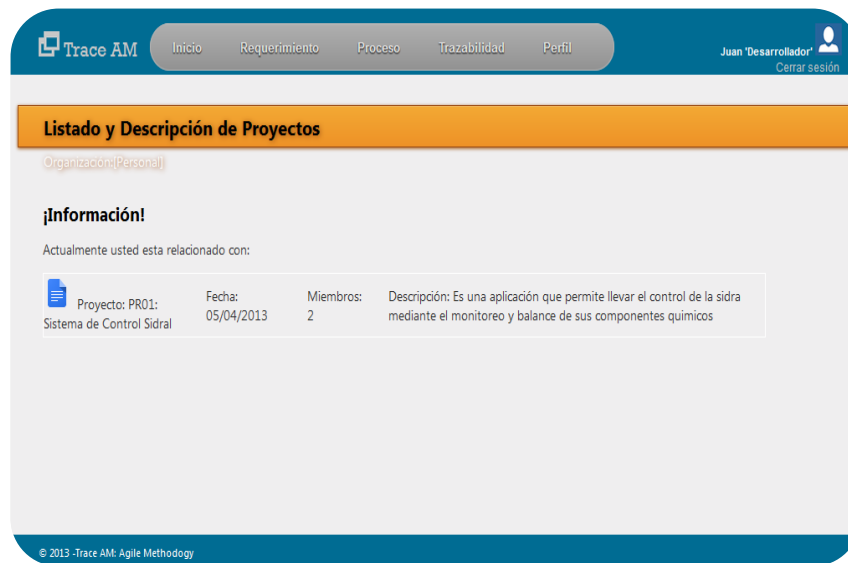 Trace AM
Inicio Requerimiento Proceso Trazabilidad Perfil
Juan 'Desarrollador'
Cerrar sesión
Listado y Descripción de Proyectos
Organización:[Personal]
¡Información!
Actualmente usted esta relacionado con:
Proyecto: PR01:
Sistema de Control Sidral
Fecha:
05/04/2013
Miembros:
2
Descripción: Es una aplicación que permite llevar el control de la sidra
mediante el monitoreo y balance de sus componentes quimicos
© 2013 -Trace AM: Agile Methodogy